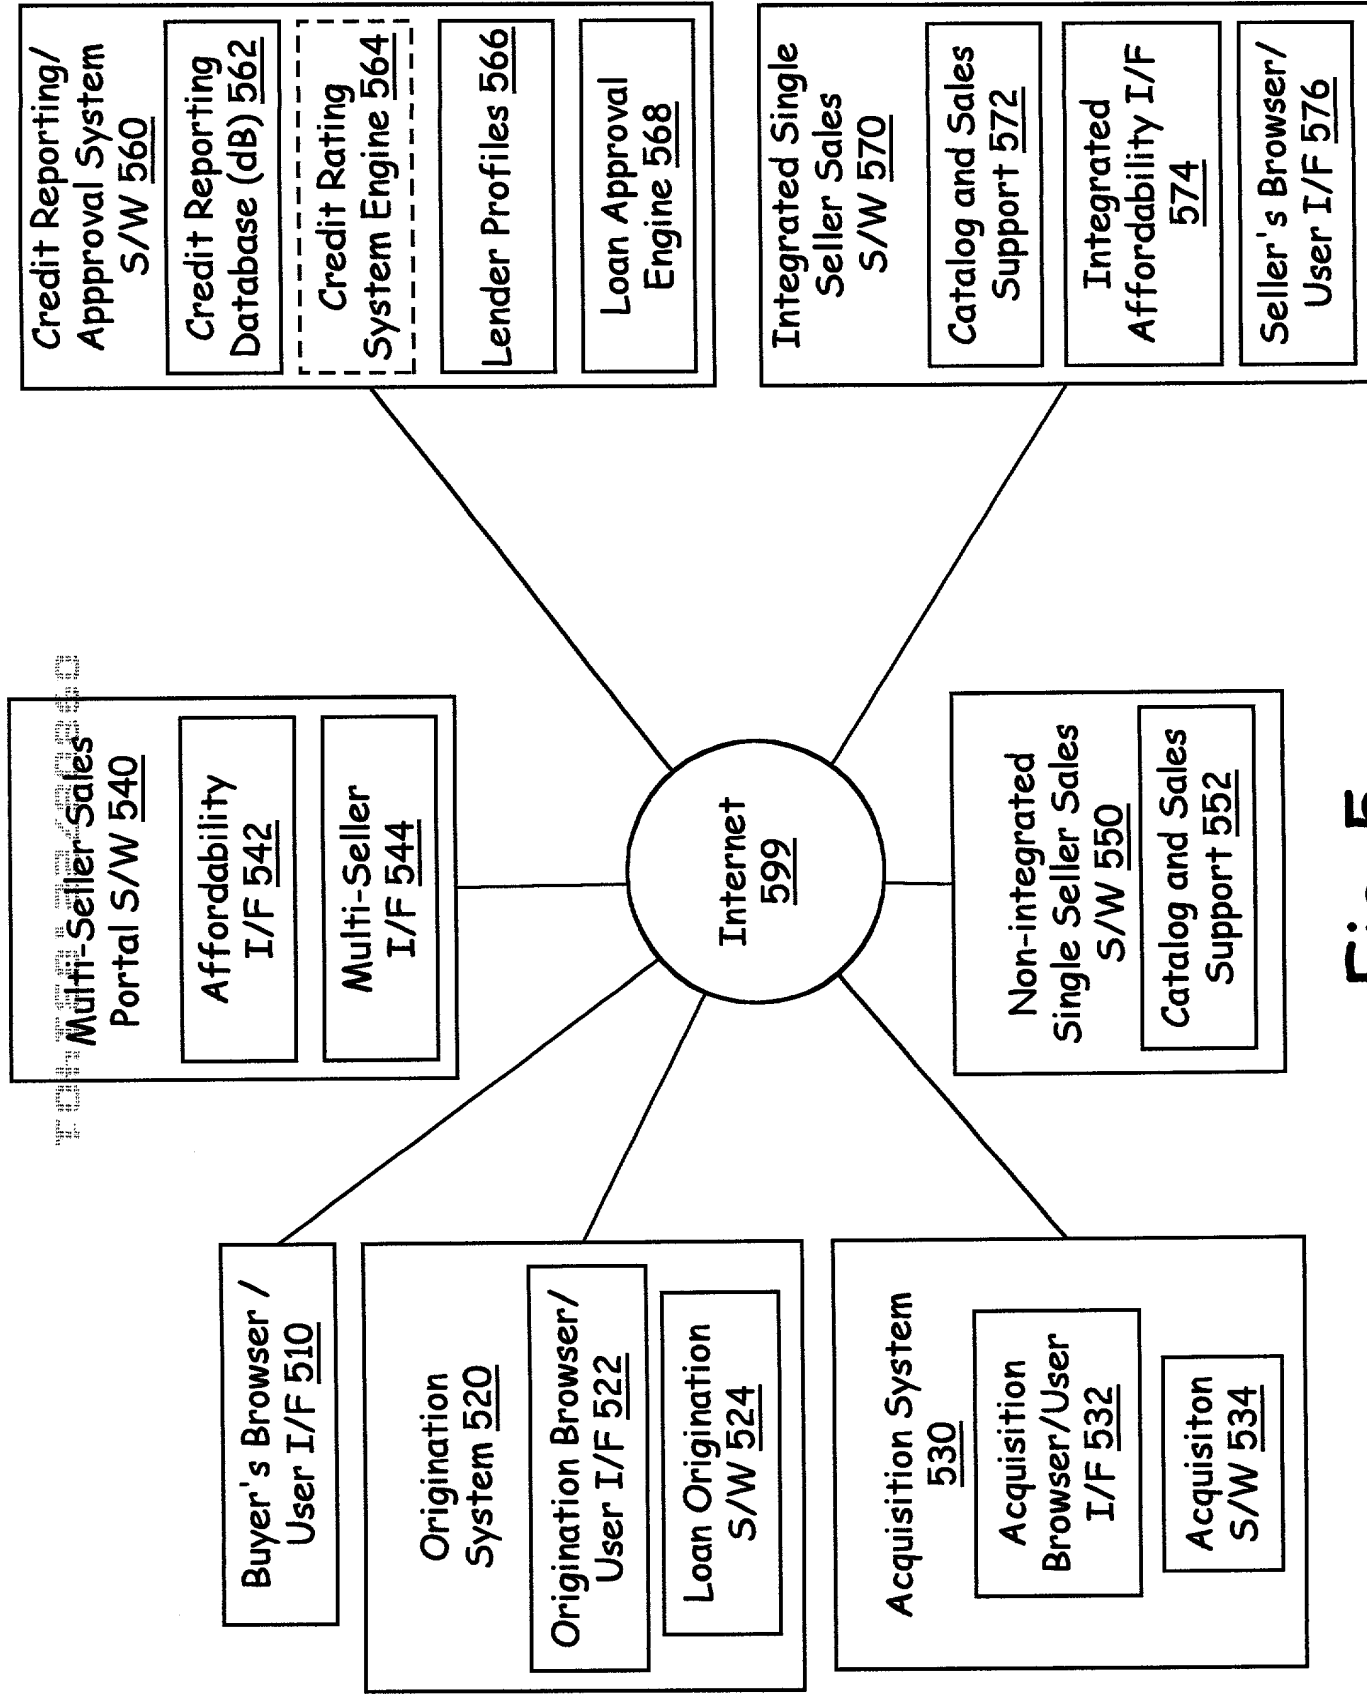 Buyer's Browser /
User I/F 510
Origination
System 520
Origination Browser/
User I/F 522
Loan Origination
S/W 524
Acquisition System
530
Acquisition
Browser/User
I/F 532
Acquisiton
S/W 534
Multi-Seller Sales
Portal S/W 540
Affordability
I/F 542
Multi-Seller
I/F 544
Internet
599
Non-integrated
Single Seller Sales
S/W 550
Catalog and Sales
Support 552
Credit Reporting/
Approval System
S/W 560
Credit Reporting
Database (dB) 562
Credit Rating
System Engine 564
Lender Profiles 566
Loan Approval
Engine 568
Integrated Single
Seller Sales
S/W 570
Catalog and Sales
Support 572
Integrated
Affordability I/F
574
Seller's Browser/
User I/F 576